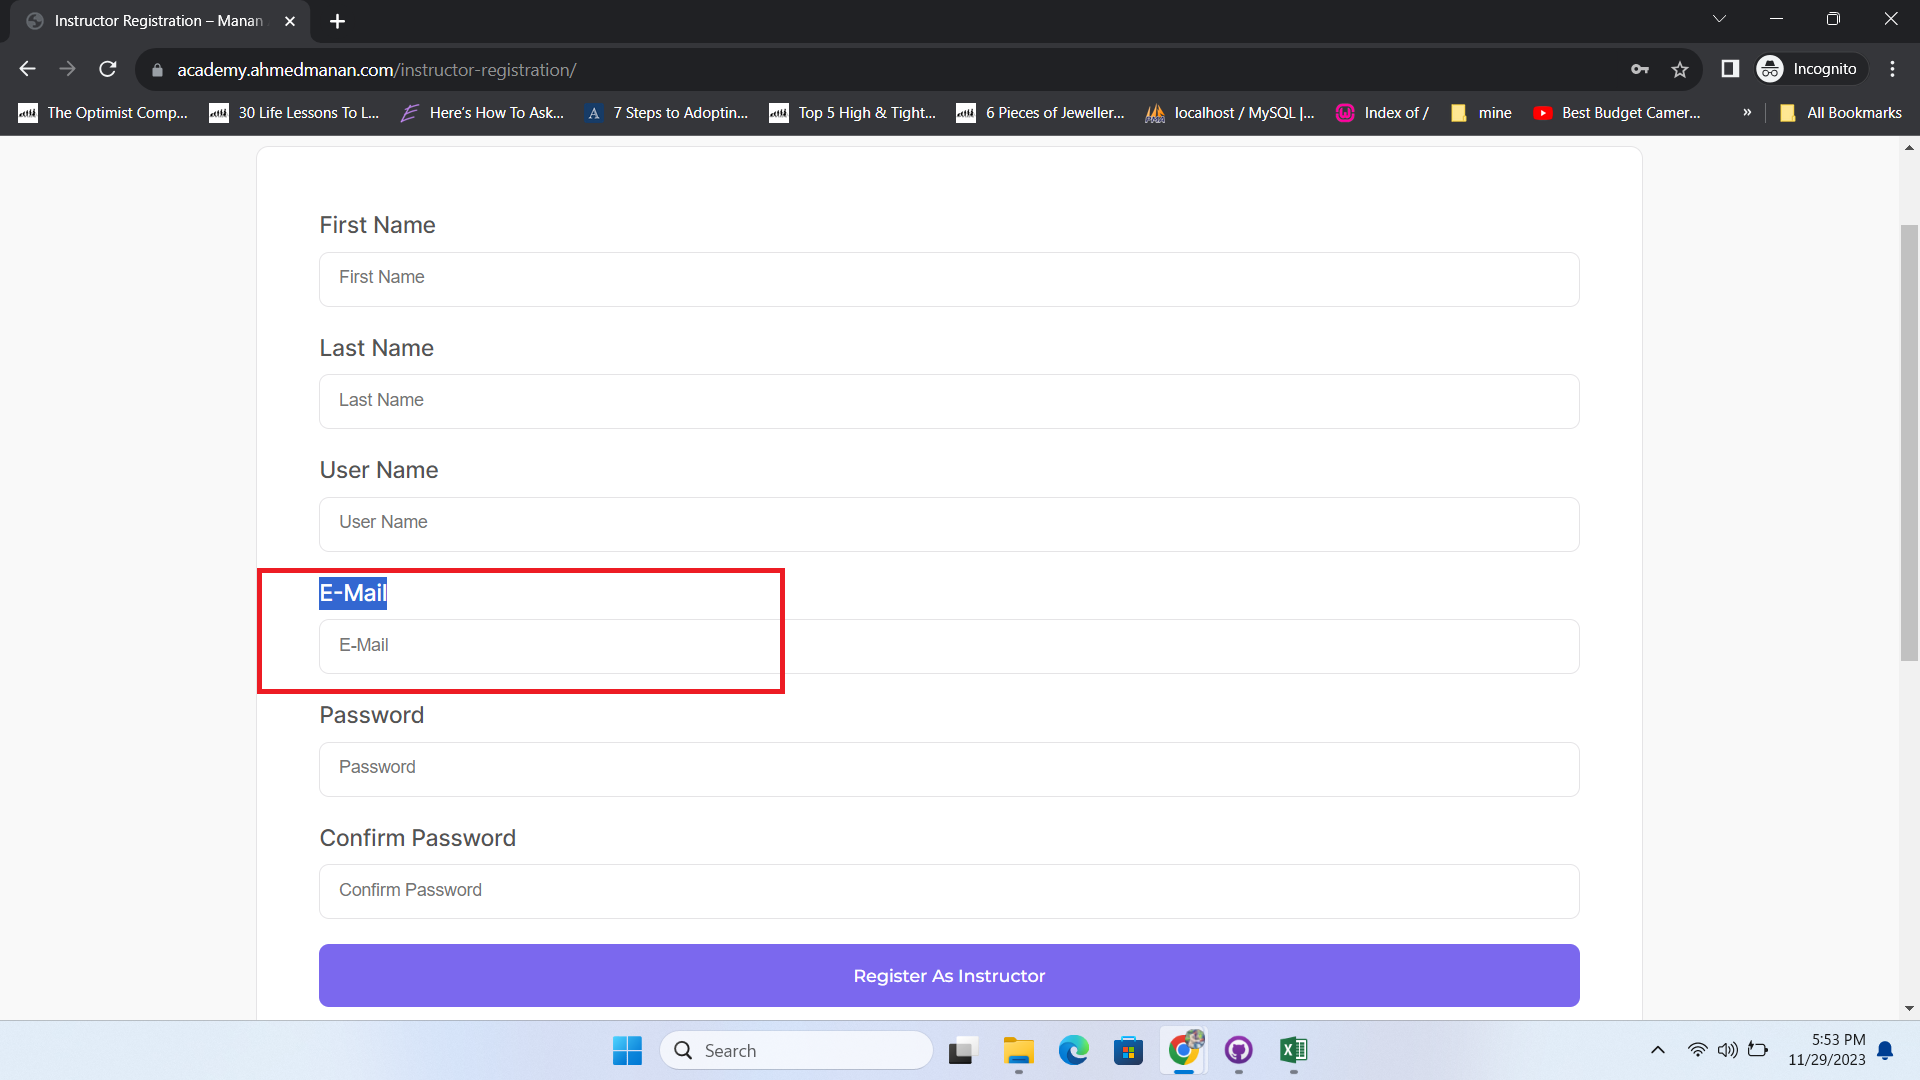 Instructor Registration – Manan
academy.ahmedmanan.com/instructor-registration/
Incognito
The Optimist Comp...
30 Life Lessons To L...
Here's How To Ask...
7 Steps to Adoptin...
Top 5 High & Tight...
6 Pieces of Jeweller...
localhost / MySQL |...
Index of /
mine
Best Budget Camer...
»
All Bookmarks
First Name
First Name
Last Name
Last Name
User Name
User Name
E-Mail
E-Mail
Password
Password
Confirm Password
Confirm Password
Register As Instructor
Search
5:53 PM
11/29/2023